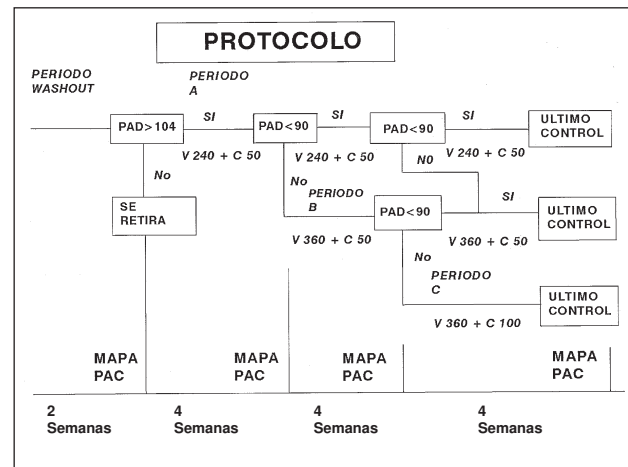 PROTOCOLO
PERIODO
WASHOUT
PERIODO
A
PAD>104
SI
PAD<90
SI
PAD<90
SI
ULTIMO
CONTROL
V 240 + C 50
V 240 + C 50
V 240 + C 50
No
No
N0
SE
RETIRA
PERIODO
B
PAD<90
SI
ULTIMO
CONTROL
V 360 + C 50
V 360 + C 50
No
PERIODO
C
ULTIMO
CONTROL
V 360 + C 100
MAPA
PAC
MAPA
PAC
MAPA
PAC
MAPA
PAC
2
Semanas
4
Semanas
4
Semanas
4
Semanas